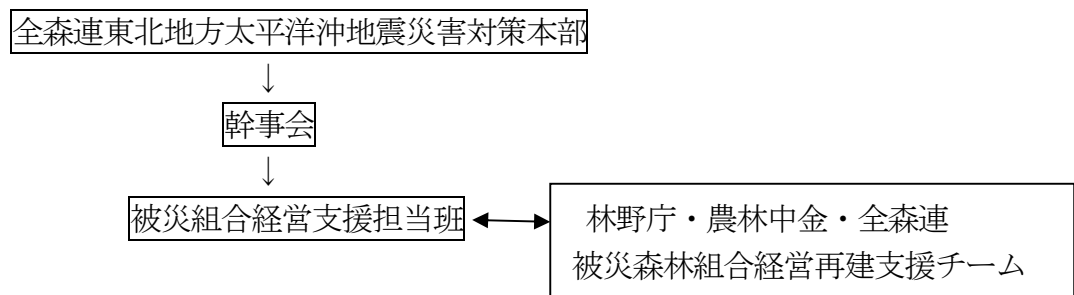 全森連東北地方太平洋沖地震災害対策本部
↓
幹事会
↓
被災組合経営支援担当班
林野庁・農林中金・全森連
被災森林組合経営再建支援チーム